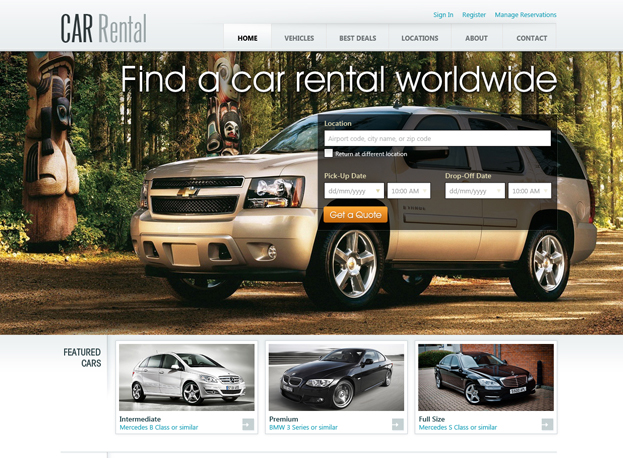 CAR Rental
Sign In Register Manage Reservations
HOME VEHICLES BEST DEALS LOCATIONS ABOUT CONTACT
Find a car rental worldwide
Location
Airport code, city name, or zip code
Return at different location
Pick-Up Date Drop-Off Date
dd/mm/yyyy 10:00 AM dd/mm/yyyy 10:00 AM
Get a Quote
FEATURED
CARS
Intermediate
Mercedes B Class or similar
Premium
BMW 3 Series or similar
Full Size
Mercedes S Class or similar